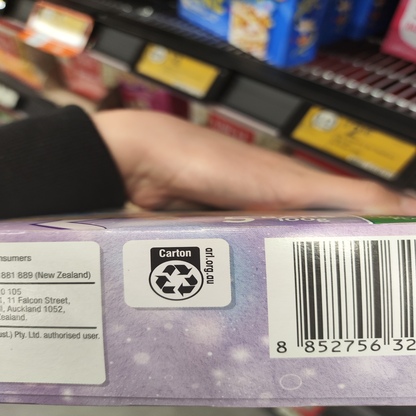 nsumers
881 889 (New Zealand)
0 105
, 11 Falcon Street,
Auckland 1052,
ealand.
ust.) Pty. Ltd. authorised user.
Carton
arl.org.au
8 852756 32